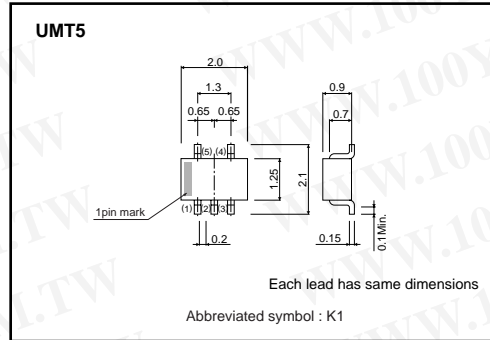 UMT5
2.0
1.3
0.65 0.65
0.9
0.7
(5) (4)
1.25
2.1
1pin mark
(1) (2) (3)
0.2
0.15
0.1Min.
Each lead has same dimensions
Abbreviated symbol : K1